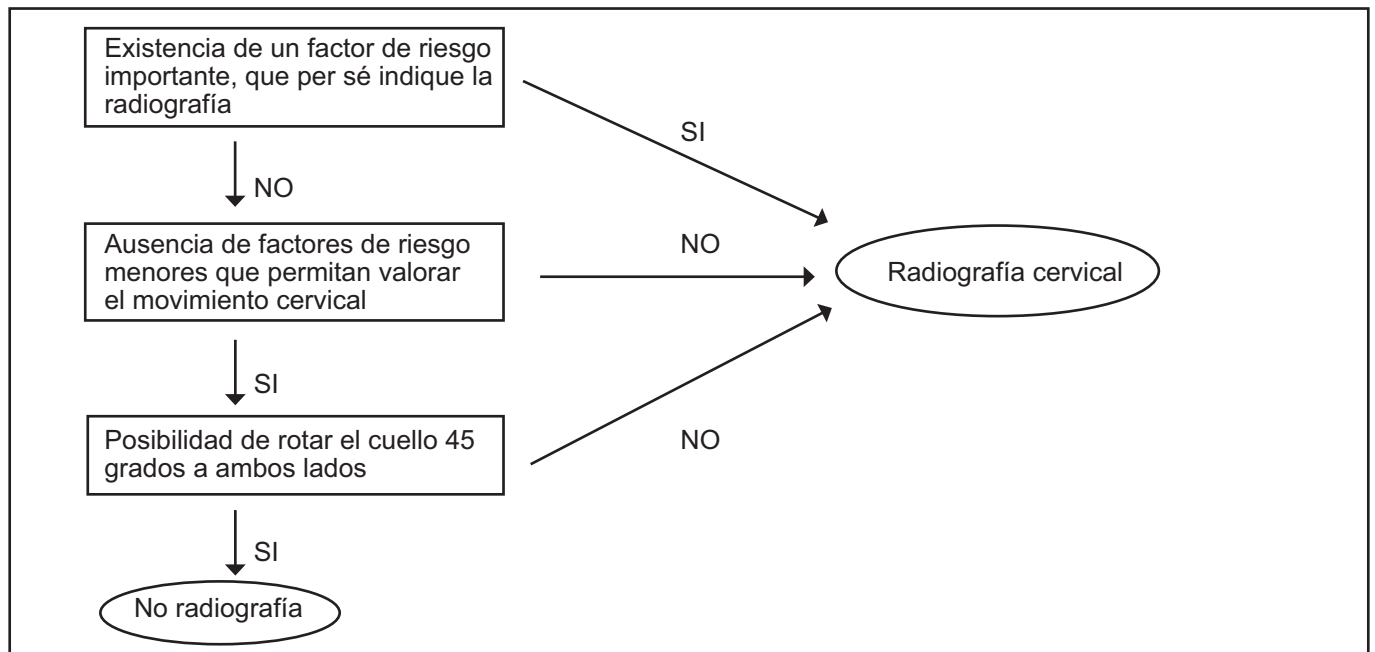 Existencia de un factor de riesgo
importante, que per sé indique la
radiografía
SI
NO
Ausencia de factores de riesgo
menores que permitan valorar
el movimiento cervical
NO
Radiografía cervical
SI
Posibilidad de rotar el cuello 45
grados a ambos lados
NO
SI
No radiografía